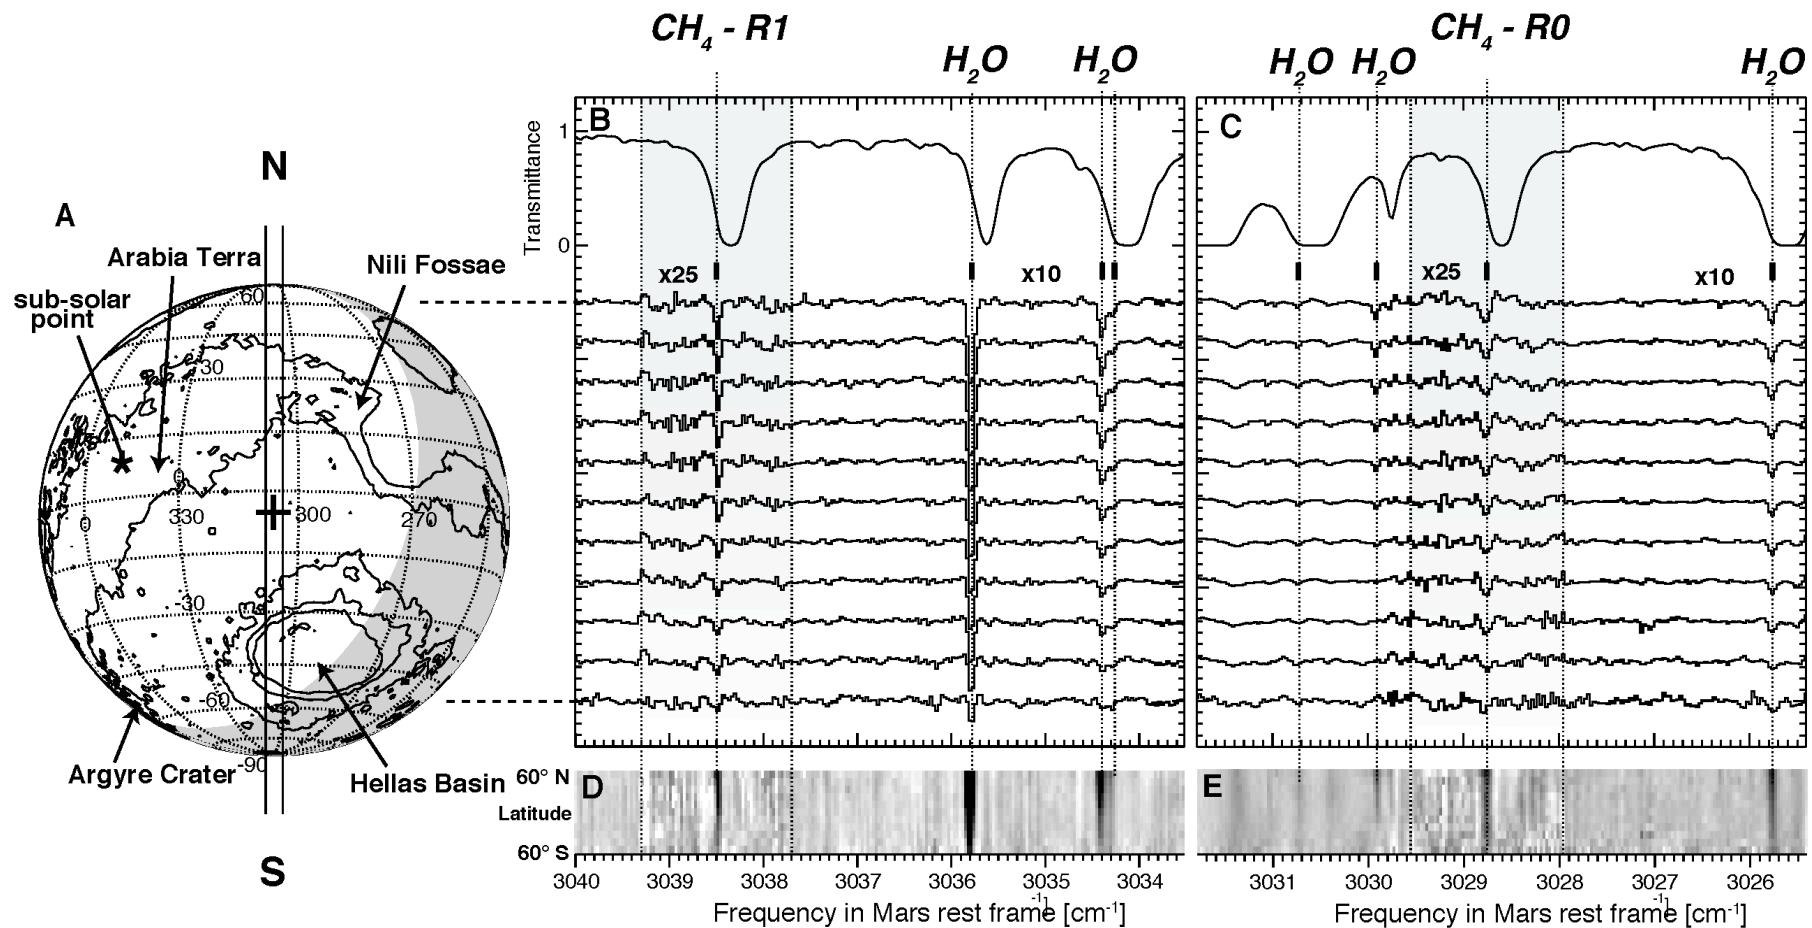 CH4 - R1
CH4 - R0
H2O
H2O
H2O
H2O
H2O
N
A
Arabia Terra
Nili Fossae
sub-solar
point
60
30
0
0
330
300
270
-30
-60
-90
Argyre Crater
Hellas Basin
S
B
Transmittance
1
0
x25
x10
C
x25
x10
60° N
Latitude
60° S
D
E
3040
3039
3038
3037
3036
3035
3034
Frequency in Mars rest frame [cm-1]
-1]
3031
3030
3029
3028
3027
3026
Frequency in Mars rest frame [cm-1]
-1]